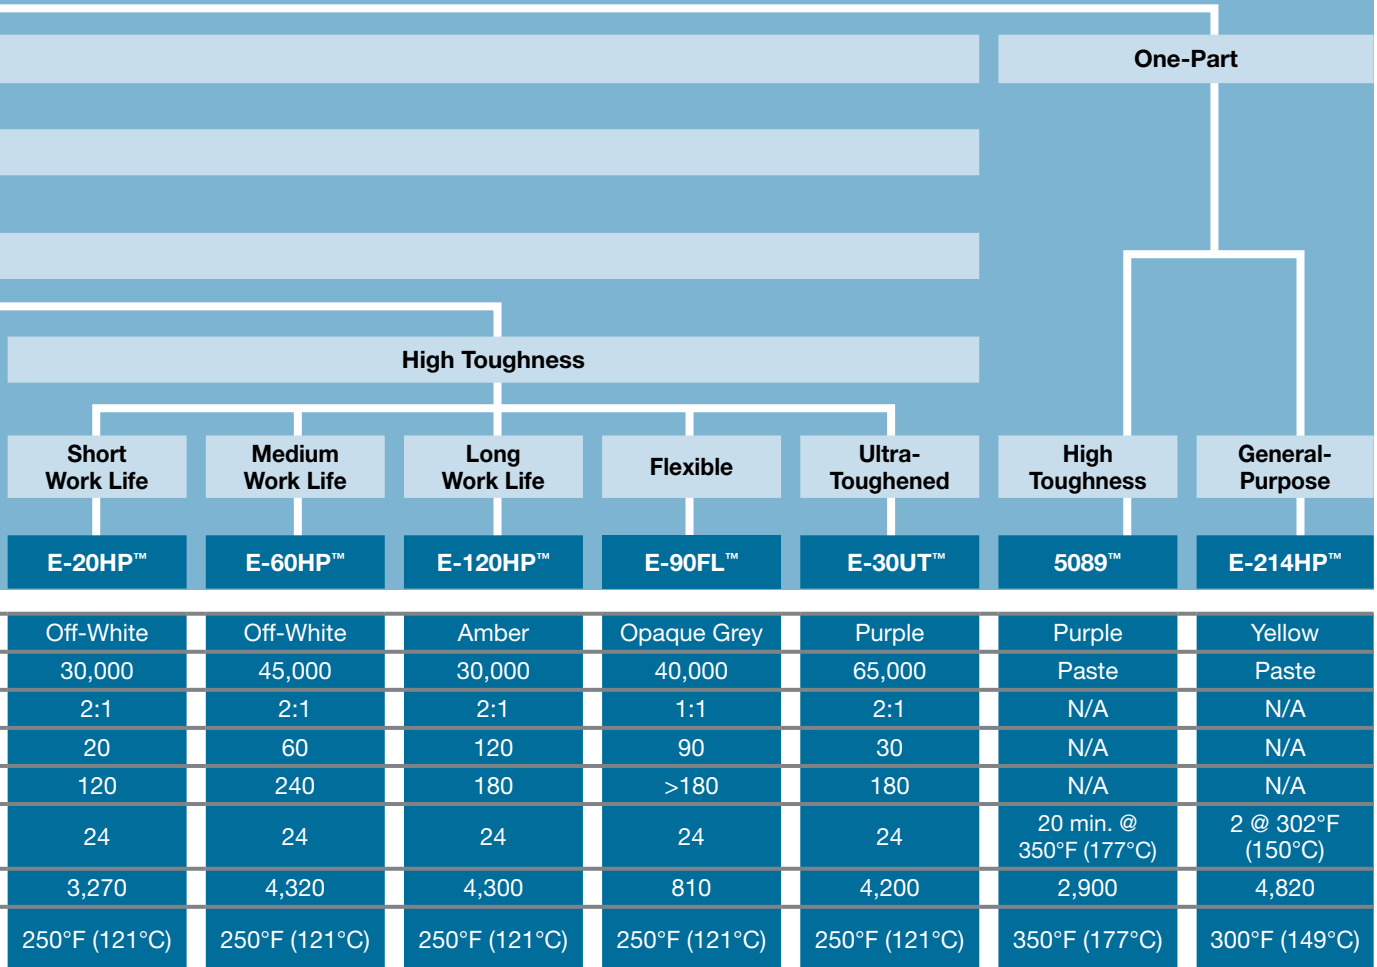 One-Part
High Toughness
Short
Work Life
Medium
Work Life
Long
Work Life
Flexible
Ultra-
Toughened
High
Toughness
General-
Purpose
E-20HP™ E-60HP™ E-120HP™ E-90FL™ E-30UT™ 5089™ E-214HP™
Off-White Off-White Amber Opaque Grey Purple Purple Yellow
30,000 45,000 30,000 40,000 65,000 Paste Paste
2:1 2:1 2:1 1:1 2:1 N/A N/A
20 60 120 90 30 N/A N/A
120 240 180 >180 180 N/A N/A
24 24 24 24 24 20 min. @
350°F (177°C)
2 @ 302°F
(150°C)
3,270 4,320 4,300 810 4,200 2,900 4,820
250°F (121°C) 250°F (121°C) 250°F (121°C) 250°F (121°C) 250°F (121°C) 350°F (177°C) 300°F (149°C)